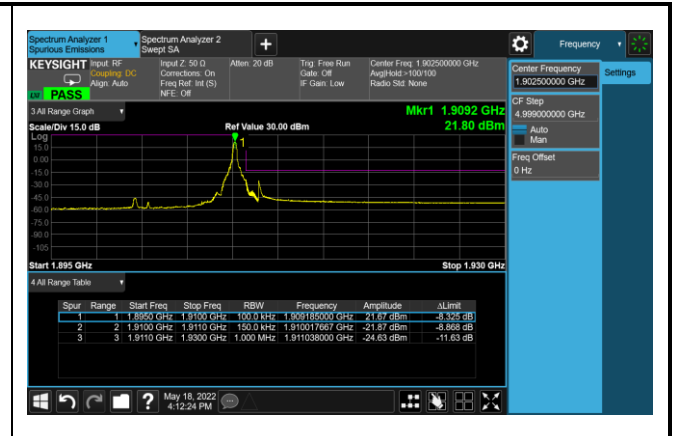 Spectrum Analyzer 1
Spurious Emissions
Spectrum Analyzer 2
Swept SA
+
Frequency
KEYSIGHT
Input: RF
Coupling: DC
Align: Auto
Input Z: 50 Ω
Corrections: On
Freq Ref: Int (S)
NFE: Off
Atten: 20 dB
Trig: Free Run
Gate: Off
IF Gain: Low
Center Freq: 1.902500000 GHz
Avg|Hold:>100/100
Radio Std: None
PASS
Center Frequency
1.902500000 GHz
Settings
CF Step
4.999000000 GHz
Auto
Man
Freq Offset
0 Hz
3 All Range Graph
Mkr1 1.9092 GHz
Scale/Div 15.0 dB
Ref Value 30.00 dBm
21.80 dBm
Log
1
15.0
0.00
-15.0
-30.0
-45.0
-60.0
-75.0
-90.0
-105
Start 1.895 GHz
Stop 1.930 GHz
4 All Range Table
Spur Range Start Freq Stop Freq RBW Frequency Amplitude ΔLimit
1 1 1.8950 GHz 1.9100 GHz 100.0 kHz 1.909185000 GHz 21.67 dBm -8.325 dB
2 2 1.9100 GHz 1.9110 GHz 150.0 kHz 1.910017667 GHz -21.87 dBm -8.868 dB
3 3 1.9110 GHz 1.9300 GHz 1.000 MHz 1.911038000 GHz -24.63 dBm -11.63 dB
?
May 18, 2022
4:12:24 PM